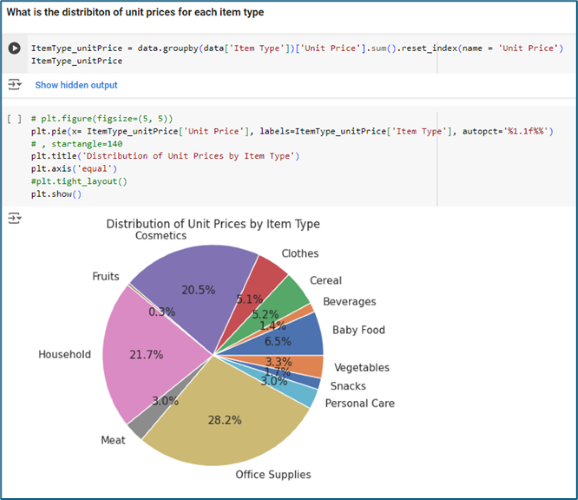 What is the distribiton of unit prices for each item type
ItemType_unitPrice = data.groupby(data['Item Type'])['Unit Price'].sum().reset_index(name = 'Unit Price')
ItemType_unitPrice
Show hidden output
[ ] # plt.figure(figsize=(5, 5))
plt.pie(x= ItemType_unitPrice['Unit Price'], labels=ItemType_unitPrice['Item Type'], autopct='%1.1f%%')
# , startangle=140
plt.title('Distribution of Unit Prices by Item Type')
plt.axis('equal')
#plt.tight_layout()
plt.show()
Distribution of Unit Prices by Item Type
Cosmetics
Clothes
Fruits
Cereal
Beverages
Baby Food
Household
Vegetables
Snacks
Personal Care
Meat
Office Supplies
20.5%
5.1%
0.3%
5.2%
1.4%
6.5%
21.7%
3.3%
1.7%
3.0%
3.0%
28.2%